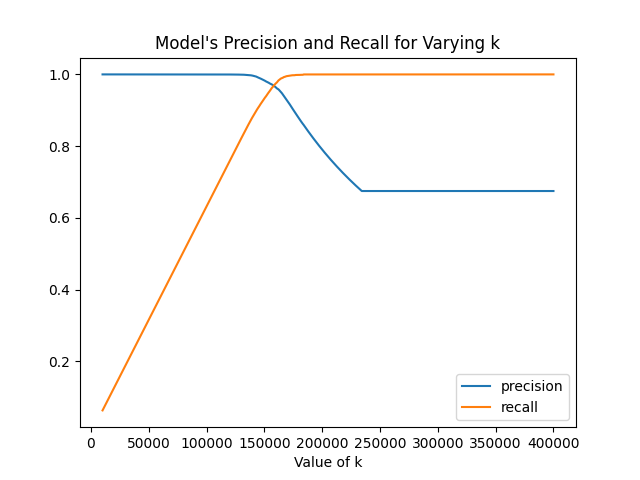 Model's Precision and Recall for Varying k
1.0
0.8
0.6
0.4
0.2
precision
recall
0 50000 100000 150000 200000 250000 300000 350000 400000
Value of k